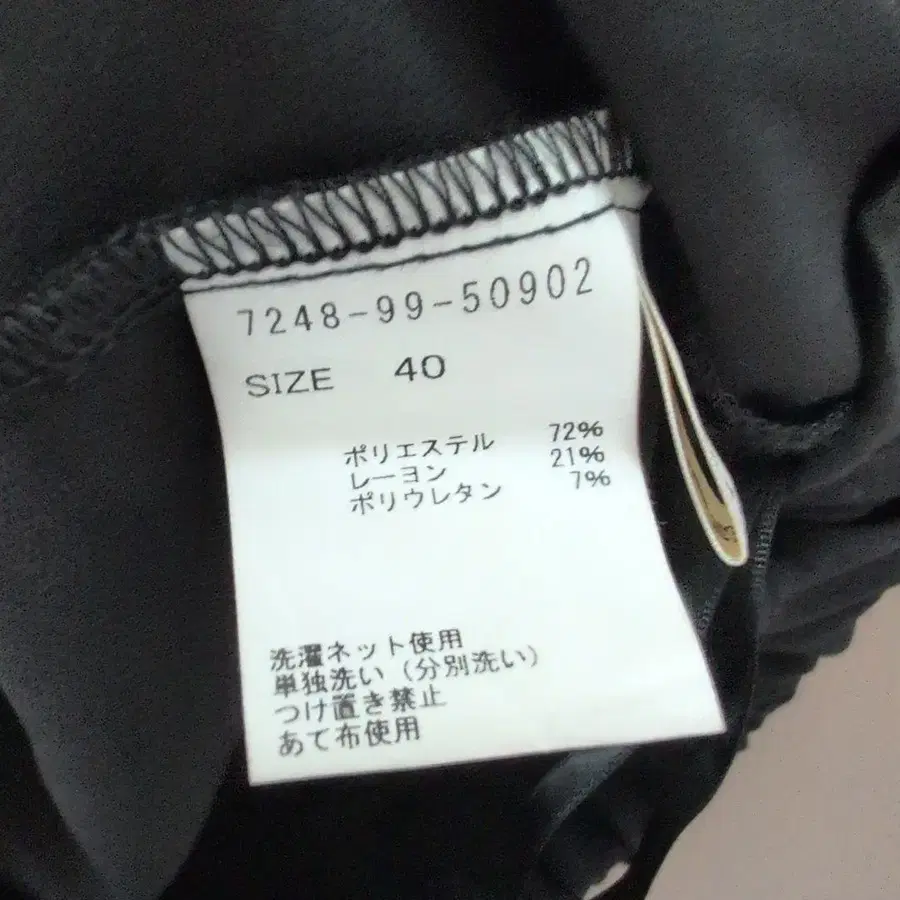 7248-99-50902
SIZE 40
ポリエステル 72%
レーヨン 21%
ポリウレタン 7%
洗濯ネット使用
単独洗い（分別洗い）
つけ置き禁止
あて布使用